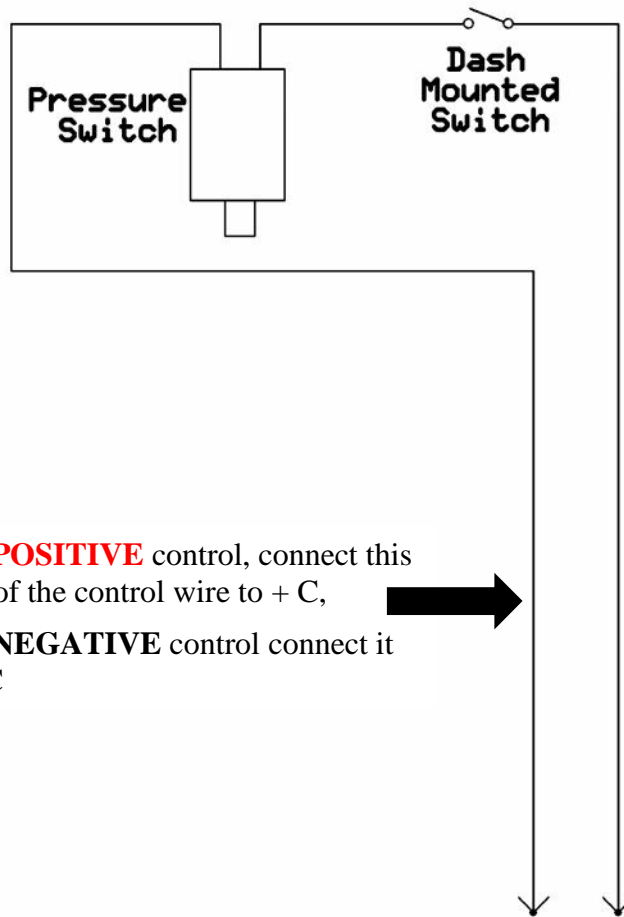 Pressure
Switch
Dash
Mounted
Switch
POSITIVE control, connect this
of the control wire to + C,
NEGATIVE control connect it